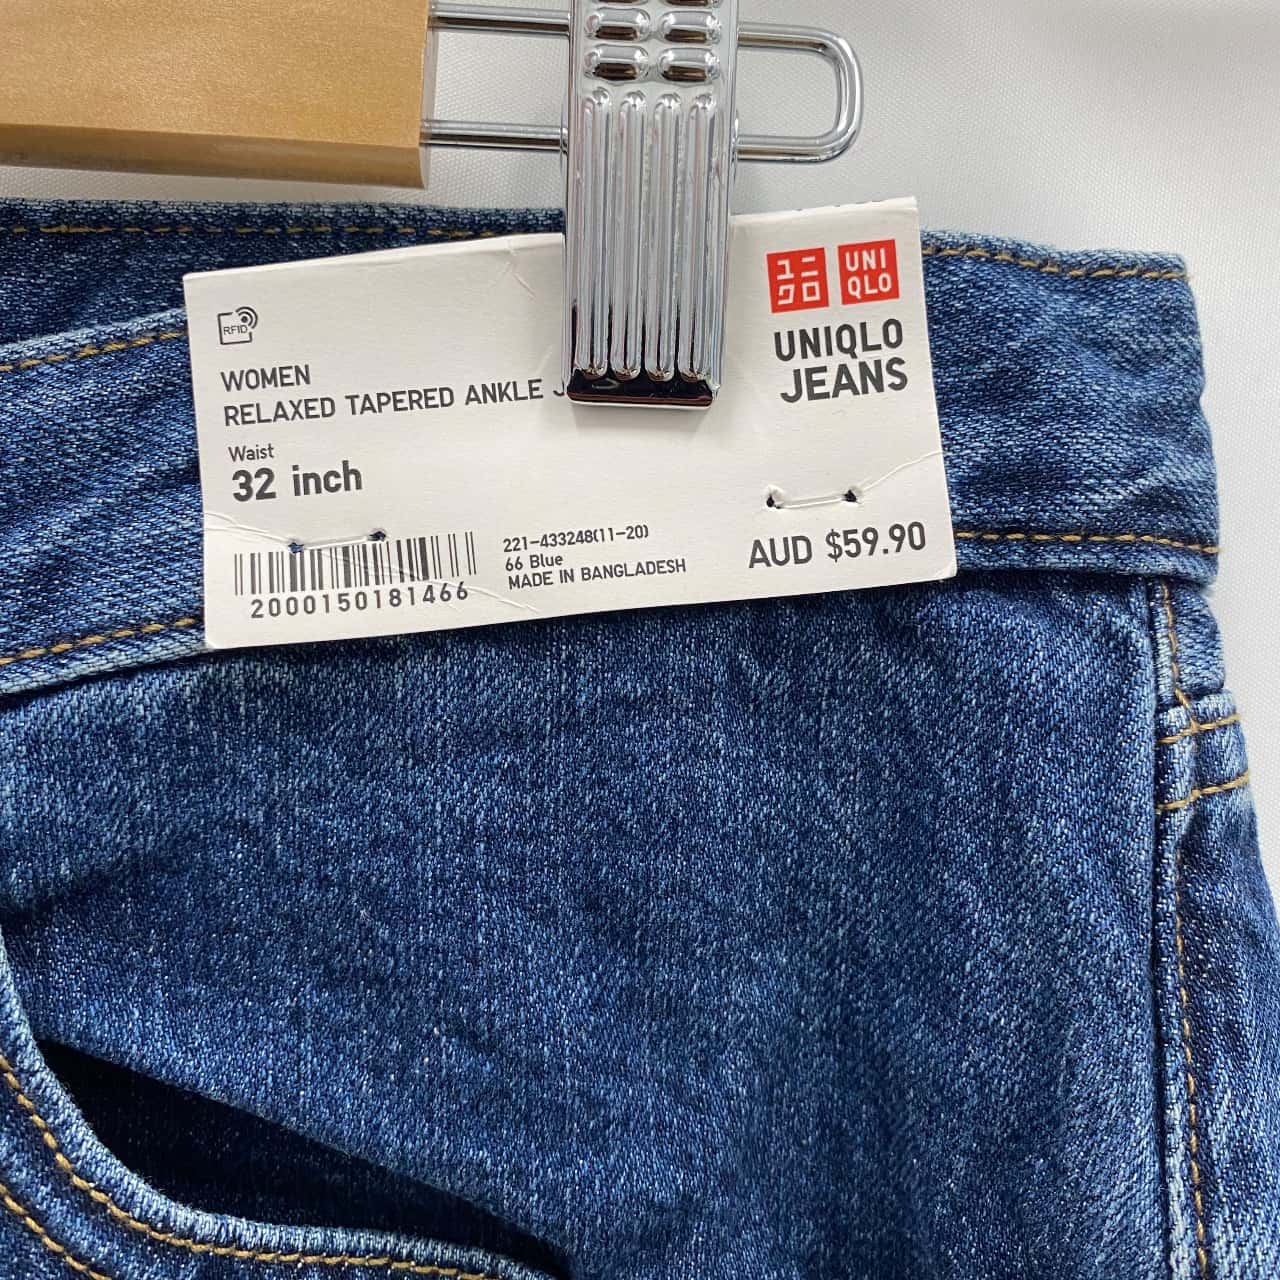 RFID
ユニ
クロ
UNI
QLO
UNIQLO
JEANS
WOMEN
RELAXED TAPERED ANKLE
Waist
32 inch
2000150181466
221-433248(11-20)
66 Blue
MADE IN BANGLADESH
AUD $59.90